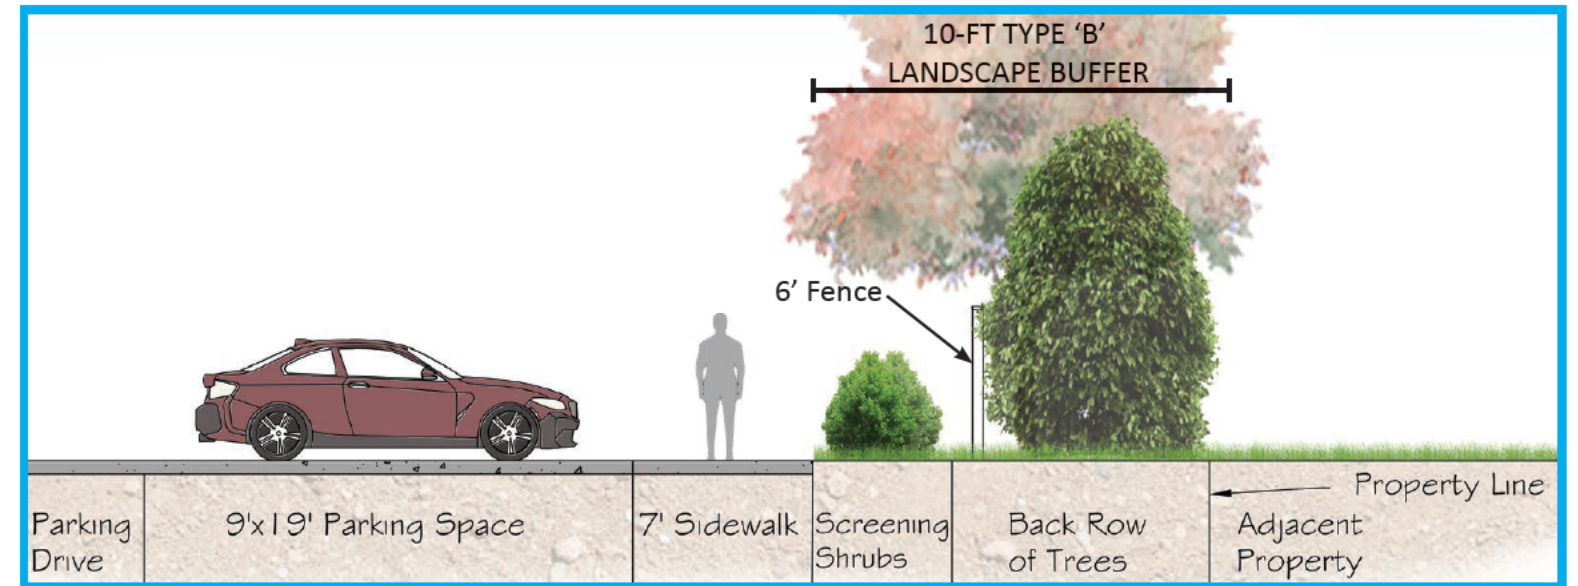 10-FT TYPE ‘B’
LANDSCAPE BUFFER
6’ Fence
Property Line
Parking
Drive
9'x19' Parking Space
7' Sidewalk
Screening
Shrubs
Back Row
of Trees
Adjacent
Property